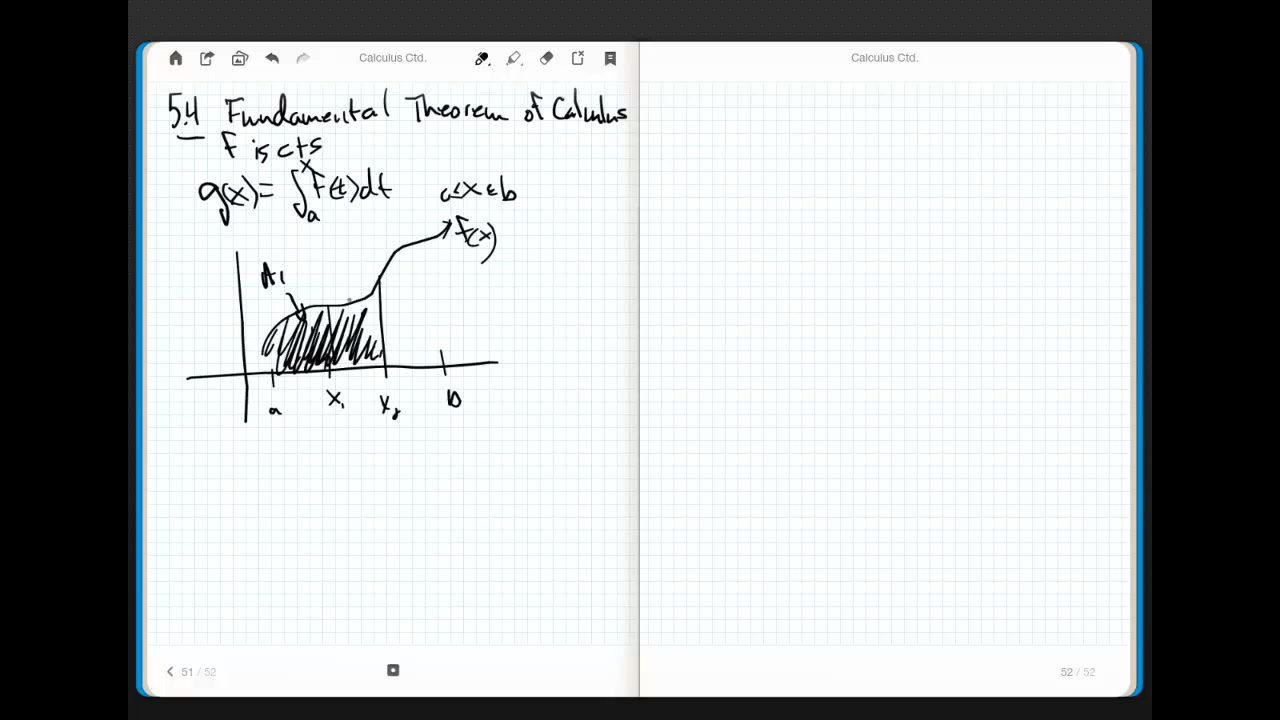 Calculus Ctd.
Calculus Ctd.
5.4 Fundamental Theorem of Calculus
f is cts
g(x) = ∫ₐˣ f(t)dt a≤x≤b
f(x)
A₁
a x₁ x₂ b
51 / 52
52 / 52